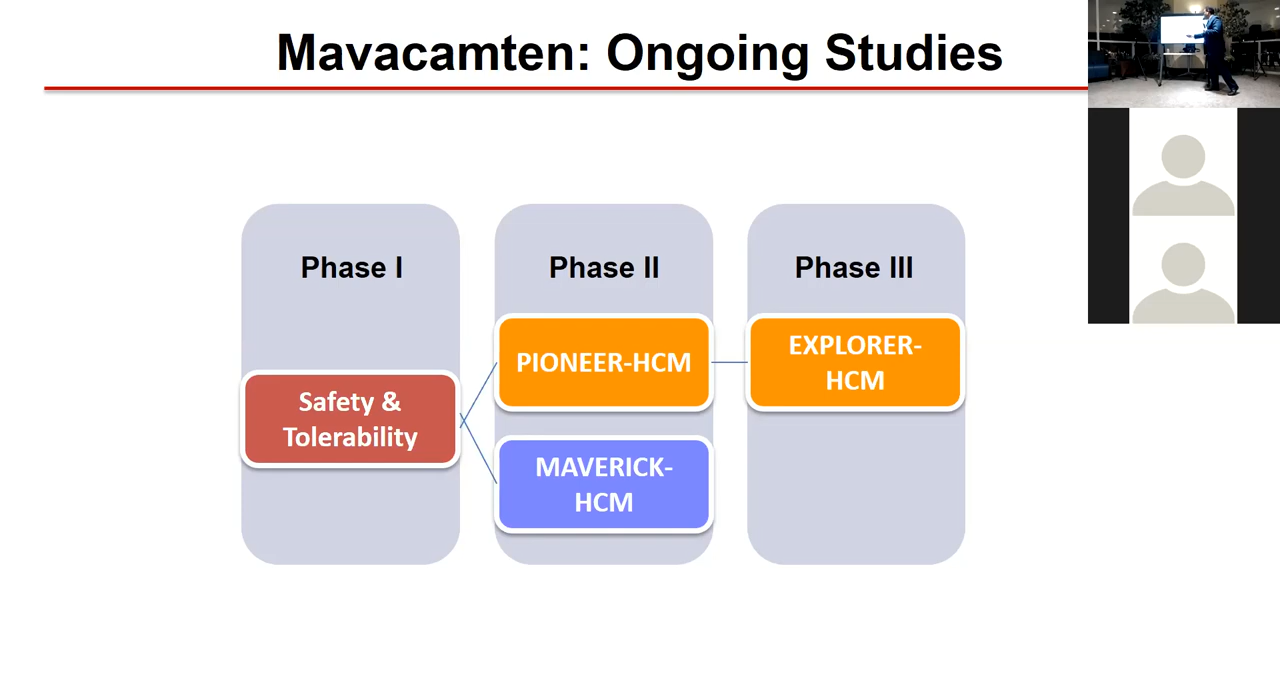 Mavacamten: Ongoing Studies
Phase I
Phase II
Phase III
Safety &
Tolerability
PIONEER-HCM
MAVERICK-
HCM
EXPLORER-
HCM